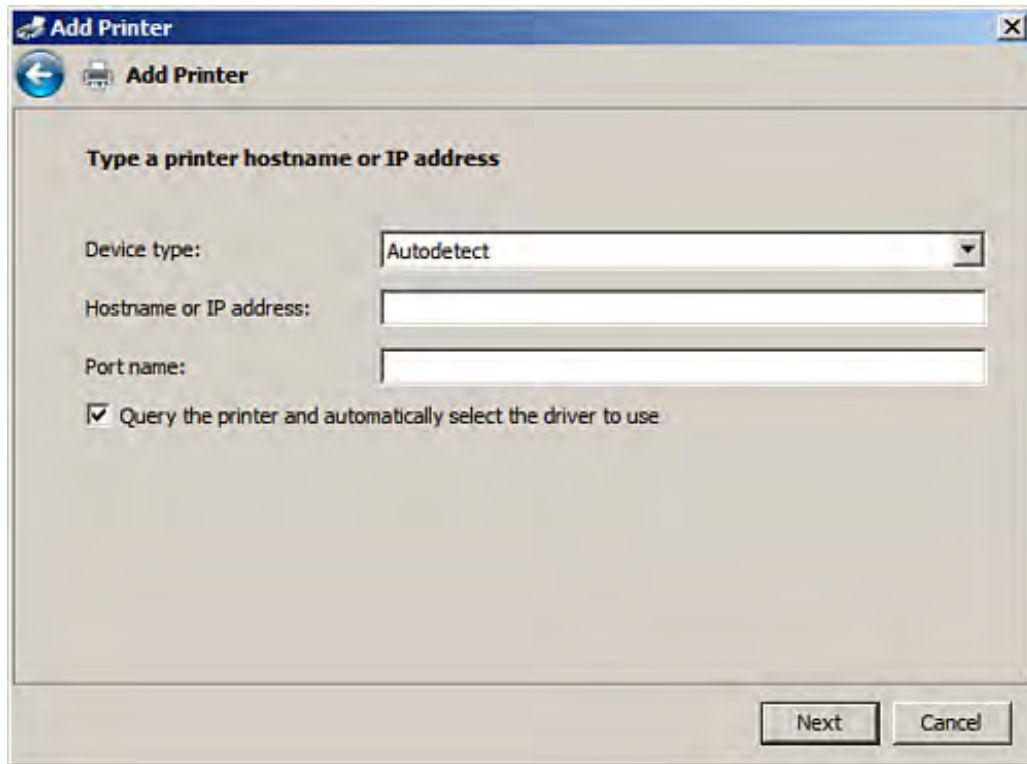 Add Printer
Add Printer
Type a printer hostname or IP address
Device type: Autodetect
Hostname or IP address:
Port name:
Query the printer and automatically select the driver to use
Next Cancel